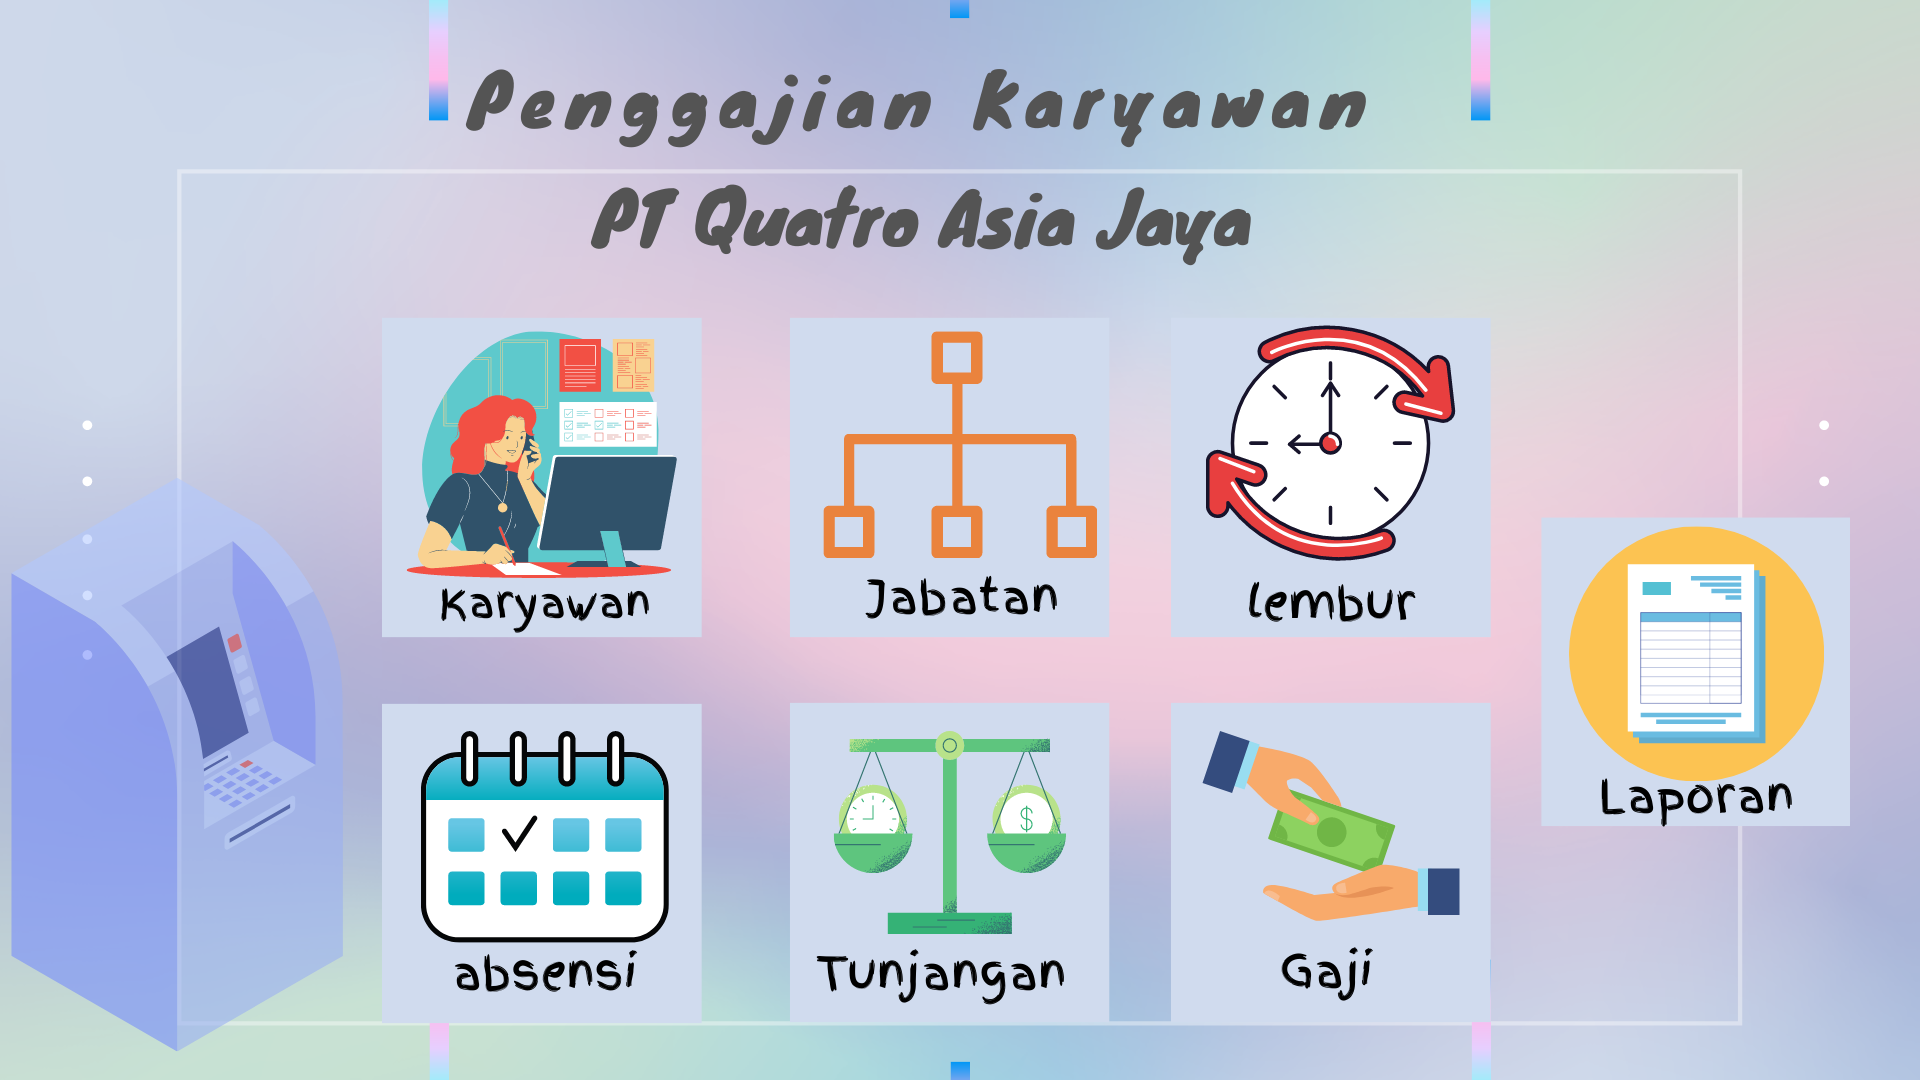 Penggajian Karyawan
PT Quatro Asia Jaya
Karyawan
Jabatan
lembur
absensi
Tunjangan
Gaji
Laporan